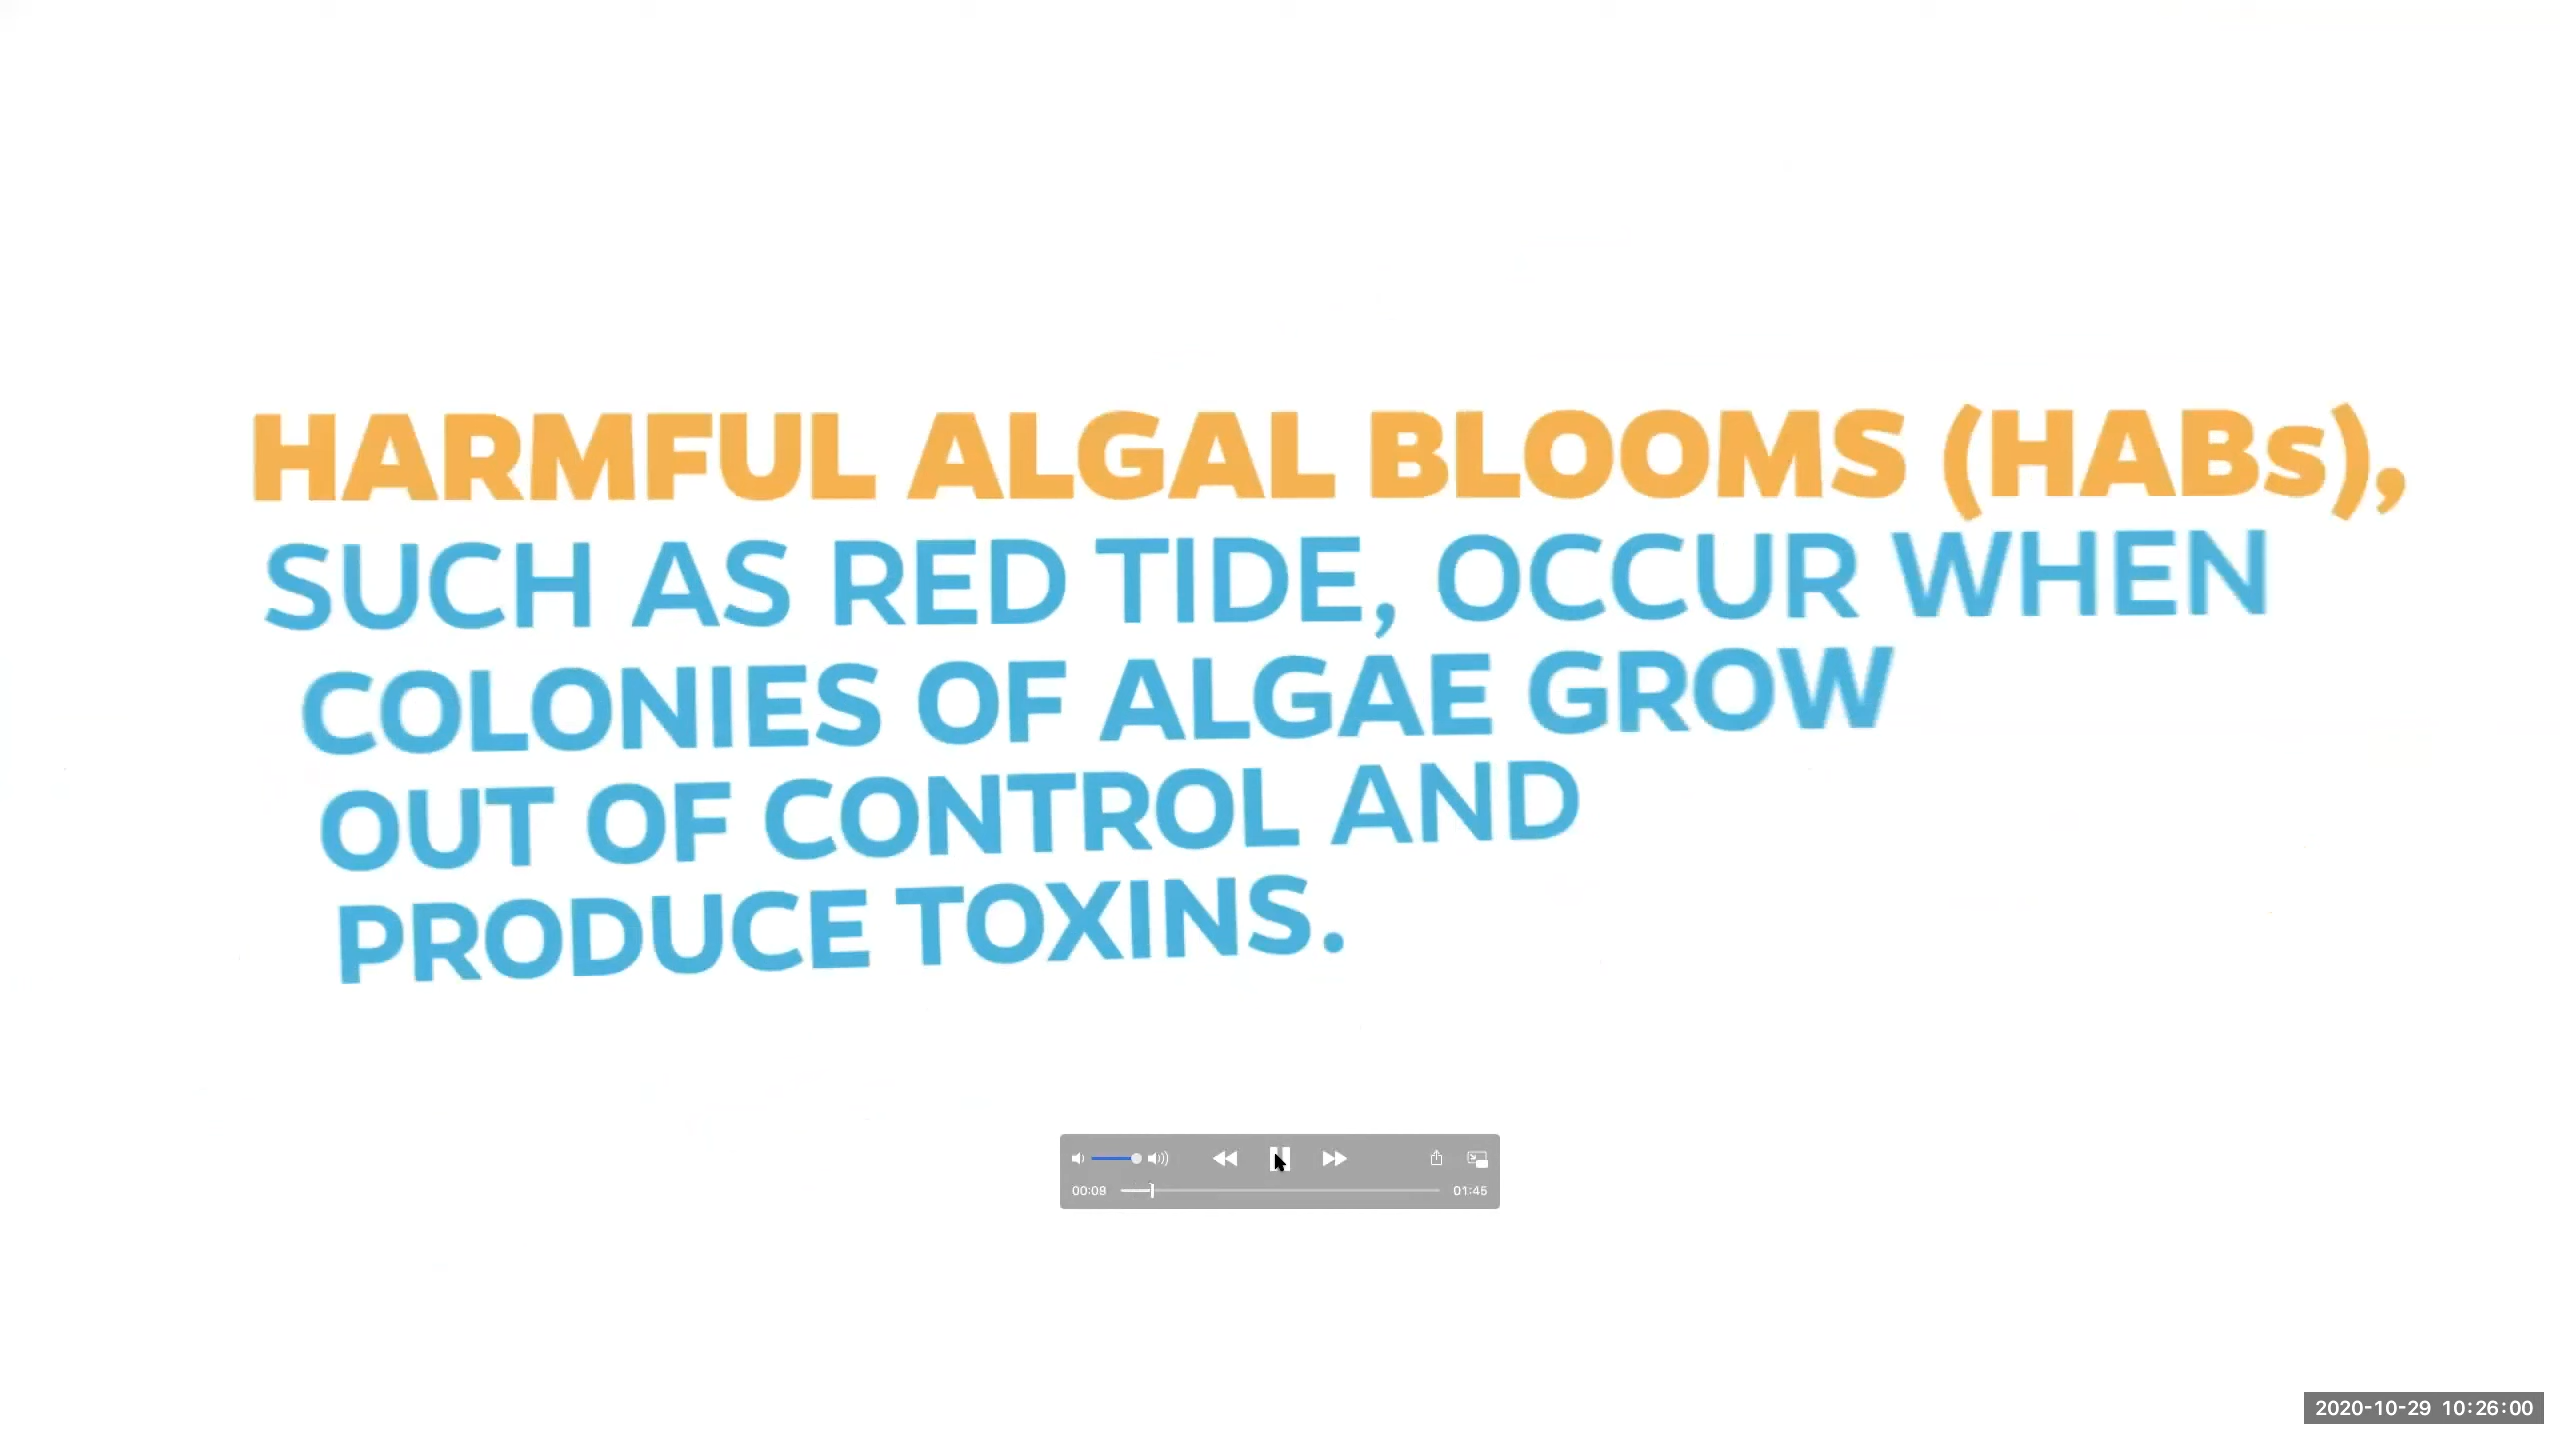 HARMFUL ALGAL BLOOMS (HABs),
SUCH AS RED TIDE, OCCUR WHEN
COLONIES OF ALGAE GROW
OUT OF CONTROL AND
PRODUCE TOXINS.
00:09 01:45
2020-10-29 10:26:00